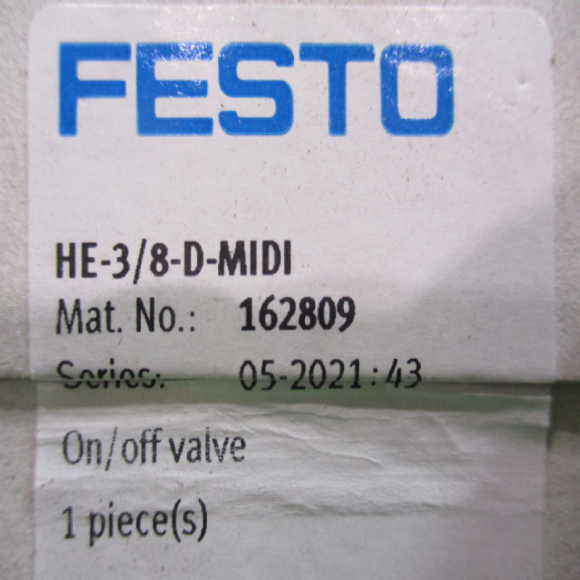 FESTO
HE-3/8-D-MIDI
Mat. No.: 162809
Series: 05-2021:43
On/off valve
1 piece(s)